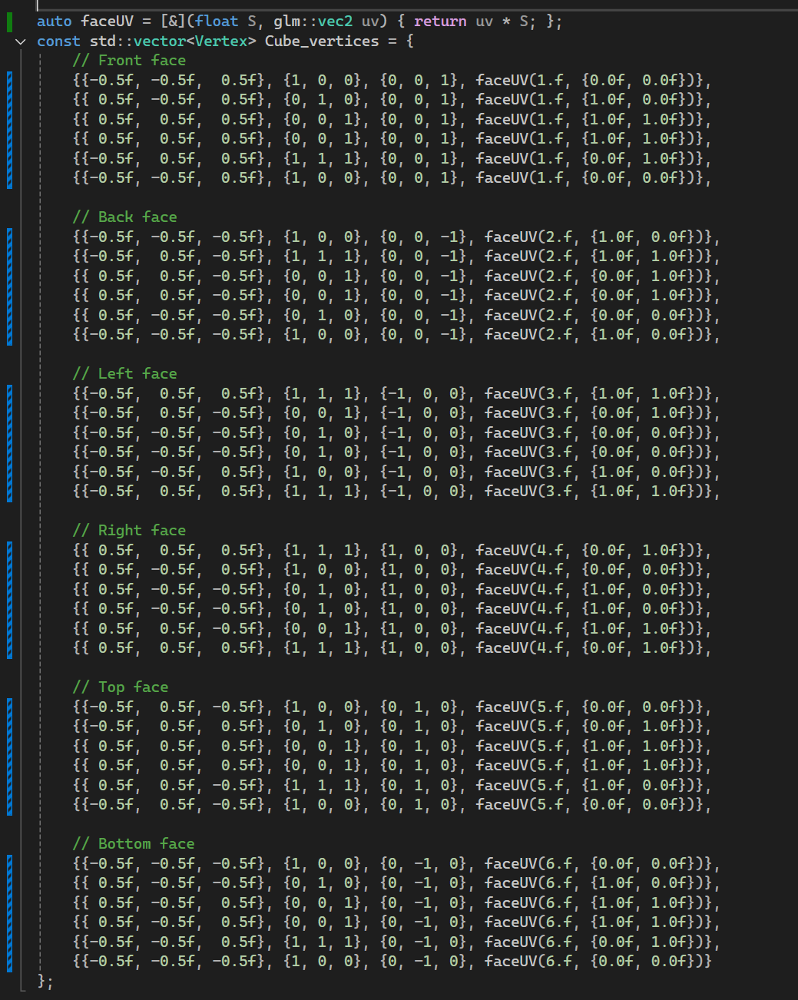 auto faceUV = [&](float S, glm::vec2 uv) { return uv * S; };
const std::vector<Vertex> Cube_vertices = {
    // Front face
    {{-0.5f, -0.5f,  0.5f}, {1, 0, 0}, {0, 0, 1}, faceUV(1.f, {0.0f, 0.0f})},
    {{ 0.5f, -0.5f,  0.5f}, {0, 1, 0}, {0, 0, 1}, faceUV(1.f, {1.0f, 0.0f})},
    {{ 0.5f,  0.5f,  0.5f}, {0, 0, 1}, {0, 0, 1}, faceUV(1.f, {1.0f, 1.0f})},
    {{ 0.5f,  0.5f,  0.5f}, {0, 0, 1}, {0, 0, 1}, faceUV(1.f, {1.0f, 1.0f})},
    {{-0.5f,  0.5f,  0.5f}, {1, 1, 1}, {0, 0, 1}, faceUV(1.f, {0.0f, 1.0f})},
    {{-0.5f, -0.5f,  0.5f}, {1, 0, 0}, {0, 0, 1}, faceUV(1.f, {0.0f, 0.0f})},

    // Back face
    {{-0.5f, -0.5f, -0.5f}, {1, 0, 0}, {0, 0, -1}, faceUV(2.f, {1.0f, 0.0f})},
    {{-0.5f,  0.5f, -0.5f}, {1, 1, 1}, {0, 0, -1}, faceUV(2.f, {1.0f, 1.0f})},
    {{ 0.5f,  0.5f, -0.5f}, {0, 0, 1}, {0, 0, -1}, faceUV(2.f, {0.0f, 1.0f})},
    {{ 0.5f,  0.5f, -0.5f}, {0, 0, 1}, {0, 0, -1}, faceUV(2.f, {0.0f, 1.0f})},
    {{ 0.5f, -0.5f, -0.5f}, {0, 1, 0}, {0, 0, -1}, faceUV(2.f, {0.0f, 0.0f})},
    {{-0.5f, -0.5f, -0.5f}, {1, 0, 0}, {0, 0, -1}, faceUV(2.f, {1.0f, 0.0f})},

    // Left face
    {{-0.5f,  0.5f,  0.5f}, {1, 1, 1}, {-1, 0, 0}, faceUV(3.f, {1.0f, 1.0f})},
    {{-0.5f,  0.5f, -0.5f}, {0, 0, 1}, {-1, 0, 0}, faceUV(3.f, {0.0f, 1.0f})},
    {{-0.5f, -0.5f, -0.5f}, {0, 1, 0}, {-1, 0, 0}, faceUV(3.f, {0.0f, 0.0f})},
    {{-0.5f, -0.5f, -0.5f}, {0, 1, 0}, {-1, 0, 0}, faceUV(3.f, {0.0f, 0.0f})},
    {{-0.5f, -0.5f,  0.5f}, {1, 0, 0}, {-1, 0, 0}, faceUV(3.f, {1.0f, 0.0f})},
    {{-0.5f,  0.5f,  0.5f}, {1, 1, 1}, {-1, 0, 0}, faceUV(3.f, {1.0f, 1.0f})},

    // Right face
    {{ 0.5f,  0.5f,  0.5f}, {1, 1, 1}, {1, 0, 0}, faceUV(4.f, {0.0f, 1.0f})},
    {{ 0.5f, -0.5f,  0.5f}, {1, 0, 0}, {1, 0, 0}, faceUV(4.f, {0.0f, 0.0f})},
    {{ 0.5f, -0.5f, -0.5f}, {0, 1, 0}, {1, 0, 0}, faceUV(4.f, {1.0f, 0.0f})},
    {{ 0.5f, -0.5f, -0.5f}, {0, 1, 0}, {1, 0, 0}, faceUV(4.f, {1.0f, 0.0f})},
    {{ 0.5f,  0.5f, -0.5f}, {0, 0, 1}, {1, 0, 0}, faceUV(4.f, {1.0f, 1.0f})},
    {{ 0.5f,  0.5f,  0.5f}, {1, 1, 1}, {1, 0, 0}, faceUV(4.f, {0.0f, 1.0f})},

    // Top face
    {{-0.5f,  0.5f, -0.5f}, {1, 0, 0}, {0, 1, 0}, faceUV(5.f, {0.0f, 0.0f})},
    {{-0.5f,  0.5f,  0.5f}, {0, 1, 0}, {0, 1, 0}, faceUV(5.f, {0.0f, 1.0f})},
    {{ 0.5f,  0.5f,  0.5f}, {0, 0, 1}, {0, 1, 0}, faceUV(5.f, {1.0f, 1.0f})},
    {{ 0.5f,  0.5f,  0.5f}, {0, 0, 1}, {0, 1, 0}, faceUV(5.f, {1.0f, 1.0f})},
    {{ 0.5f,  0.5f, -0.5f}, {1, 1, 1}, {0, 1, 0}, faceUV(5.f, {1.0f, 0.0f})},
    {{-0.5f,  0.5f, -0.5f}, {1, 0, 0}, {0, 1, 0}, faceUV(5.f, {0.0f, 0.0f})},

    // Bottom face
    {{-0.5f, -0.5f, -0.5f}, {1, 0, 0}, {0, -1, 0}, faceUV(6.f, {0.0f, 0.0f})},
    {{ 0.5f, -0.5f, -0.5f}, {0, 1, 0}, {0, -1, 0}, faceUV(6.f, {1.0f, 0.0f})},
    {{ 0.5f, -0.5f,  0.5f}, {0, 0, 1}, {0, -1, 0}, faceUV(6.f, {1.0f, 1.0f})},
    {{ 0.5f, -0.5f,  0.5f}, {0, 0, 1}, {0, -1, 0}, faceUV(6.f, {1.0f, 1.0f})},
    {{-0.5f, -0.5f,  0.5f}, {1, 1, 1}, {0, -1, 0}, faceUV(6.f, {0.0f, 1.0f})},
    {{-0.5f, -0.5f, -0.5f}, {1, 0, 0}, {0, -1, 0}, faceUV(6.f, {0.0f, 0.0f})}
};